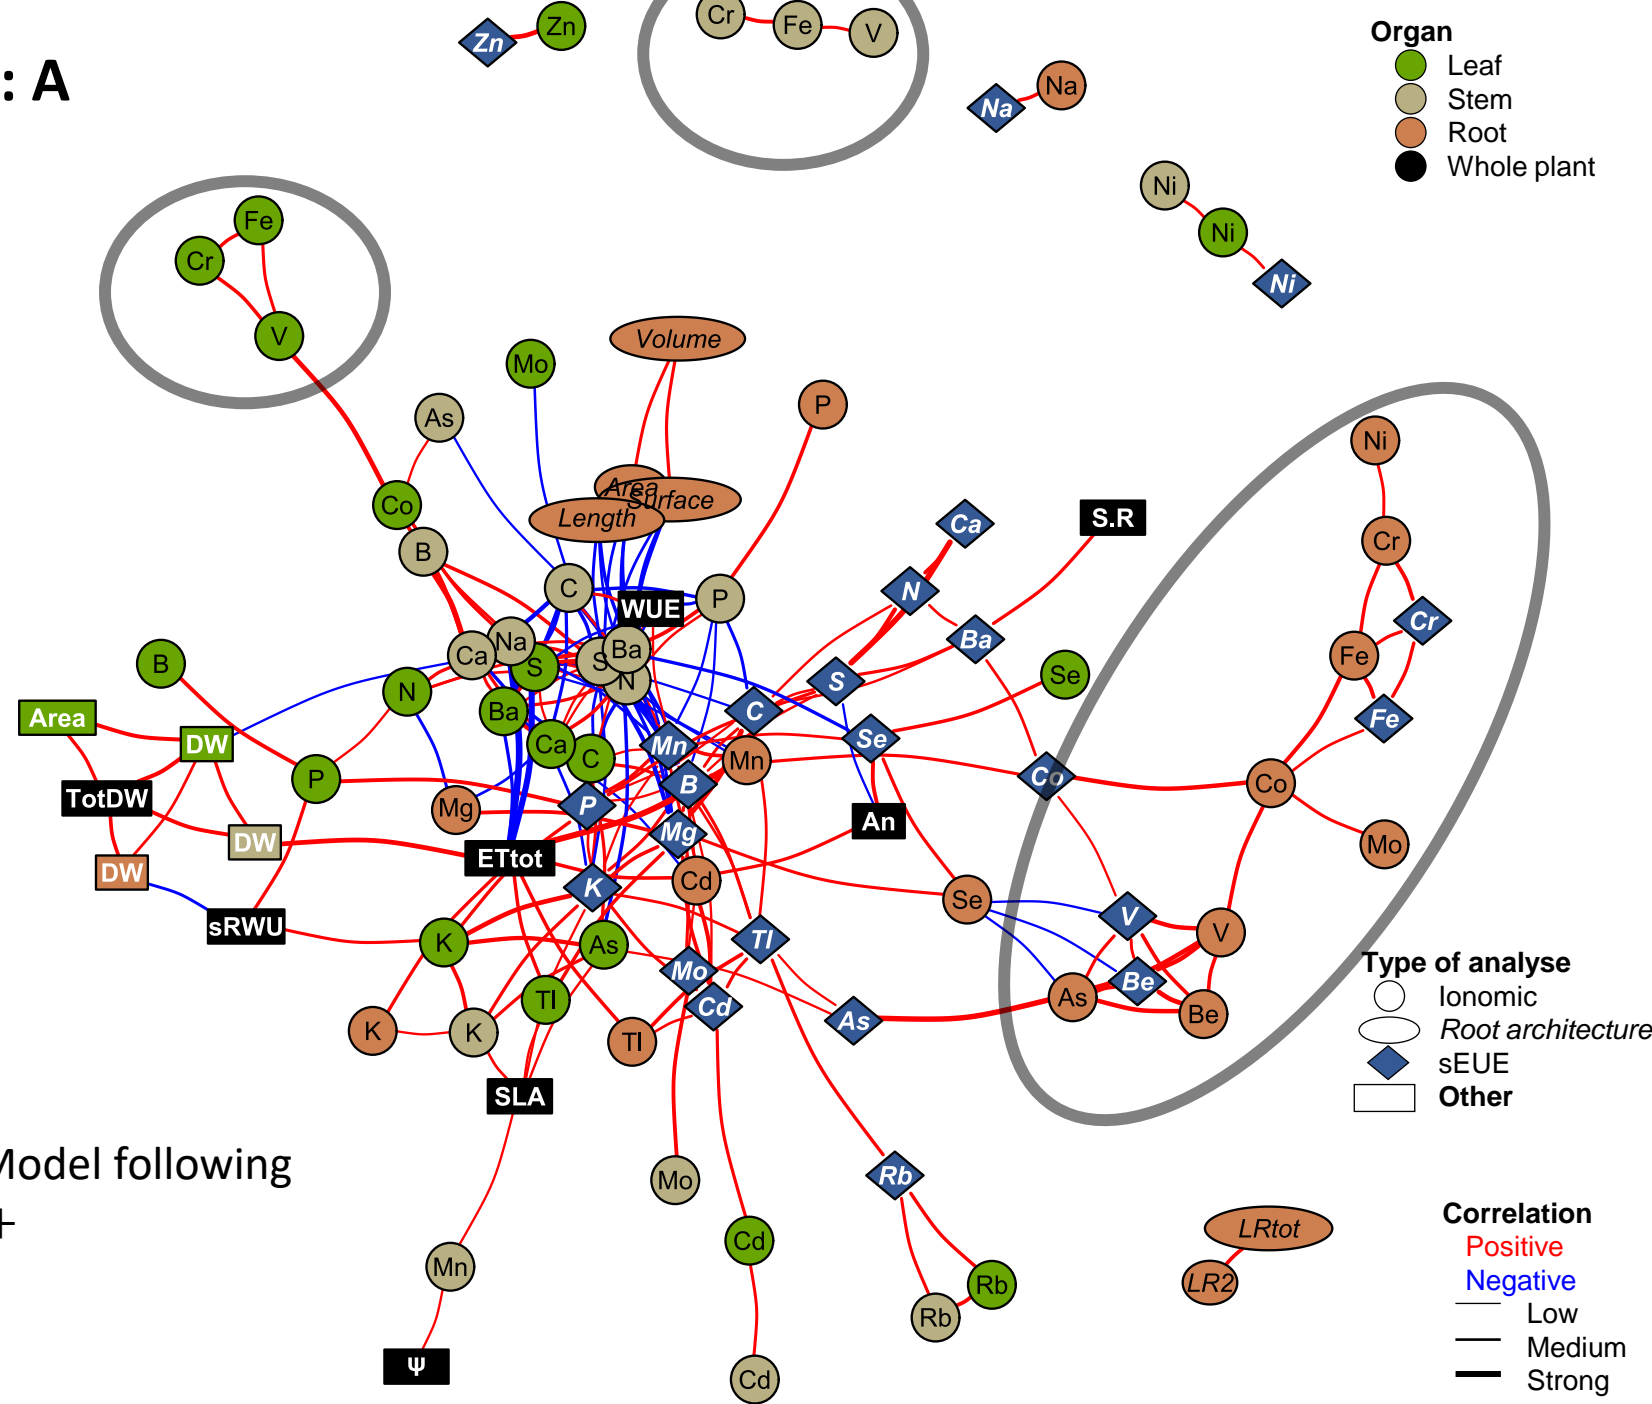 Cr
Fe
V
Zn
Zn
: A
Na
Na
Organ
Leaf
Stem
Root
Whole plant
Ni
Ni
Ni
Fe
Cr
V
Volume
Mo
As
P
Ni
Area
Surface
Length
Co
B
Ca
S.R
Cr
C
WUE
P
N
Cr
Ba
Na
Ca
S
S
Ba
N
Fe
B
N
S
Se
Area
Ba
C
Fe
DW
Ca
C
Mn
Mn
Se
Co
Co
TotDW
P
Mg
P
B
An
Mo
DW
ETtot
Mg
DW
K
Cd
Se
sRWU
K
As
Tl
V
V
Type of analyse
Mo
Be
Ionomic
Tl
Cd
As
As
Be
Root architecture
K
K
Tl
sEUE
SLA
Other
Model following
+
Mo
Rb
Correlation
LRtot
Positive
Cd
Mn
LR2
Rb
Negative
Rb
Low
Medium
Ψ
Cd
Strong